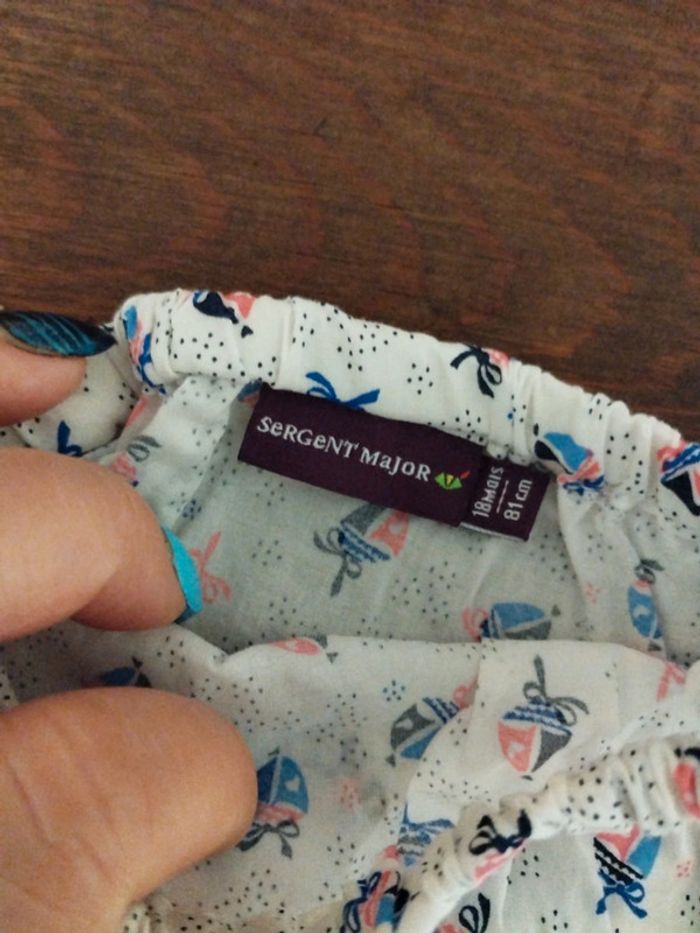 SeRGeNT MaJoR
18MOIS
81cm